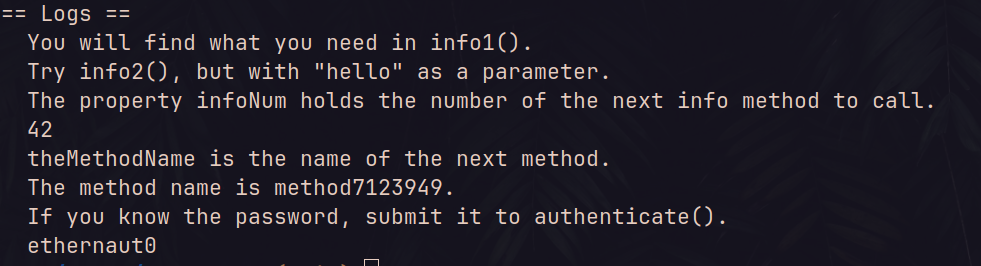 == Logs ==
You will find what you need in info1().
Try info2(), but with "hello" as a parameter.
The property infoNum holds the number of the next info method to call.
42
theMethodName is the name of the next method.
The method name is method7123949.
If you know the password, submit it to authenticate().
ethernaut0